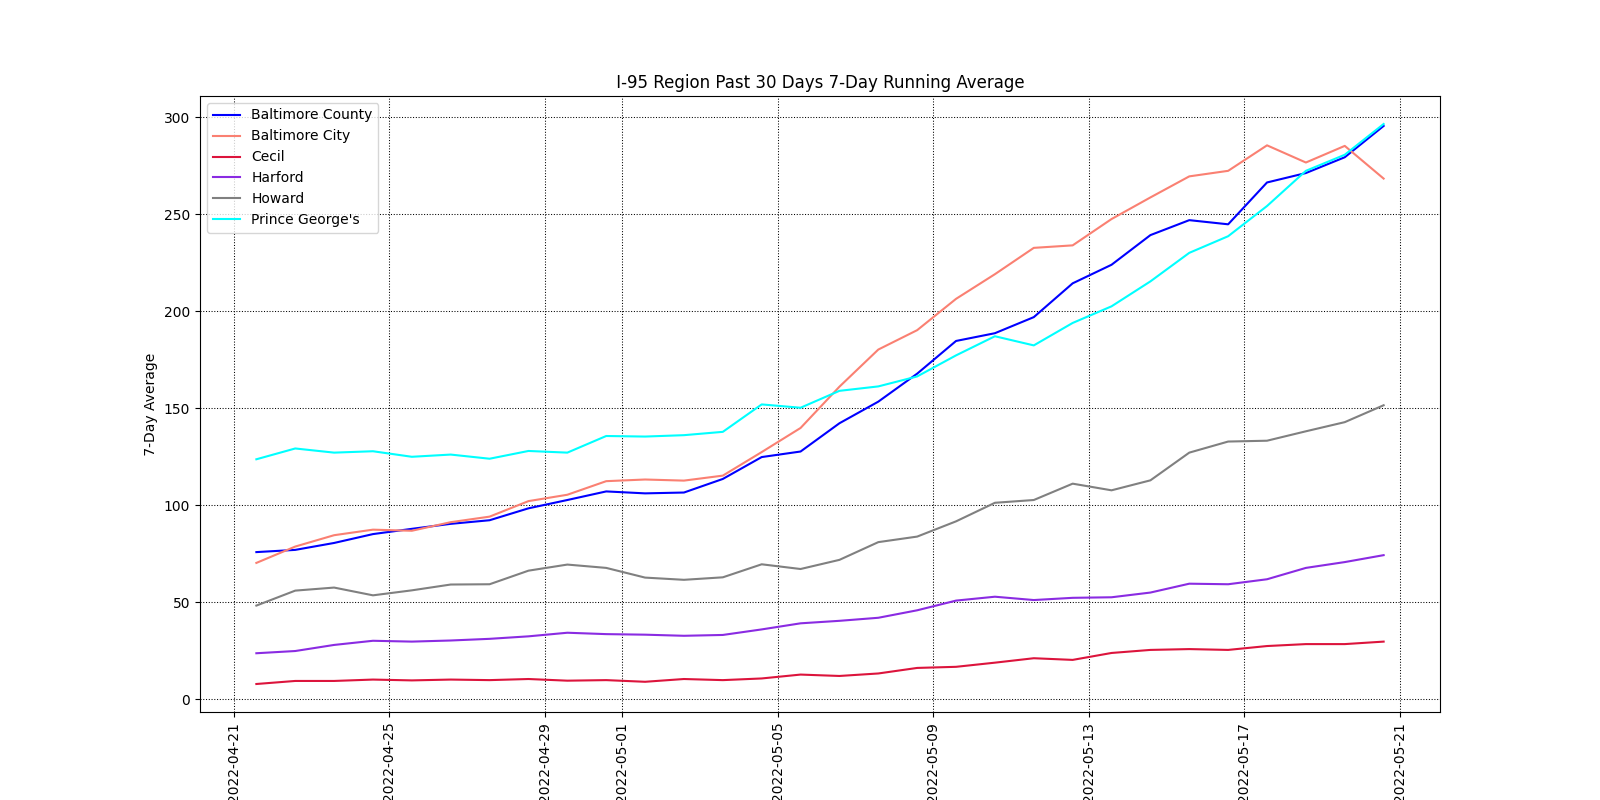 I-95 Region Past 30 Days 7-Day Running Average
Baltimore County
Baltimore City
Cecil
Harford
Howard
Prince George's
300
250
200
150
100
50
0
7-Day Average
2022-04-21
2022-04-25
2022-04-29
2022-05-01
2022-05-05
2022-05-09
2022-05-13
2022-05-17
2022-05-21